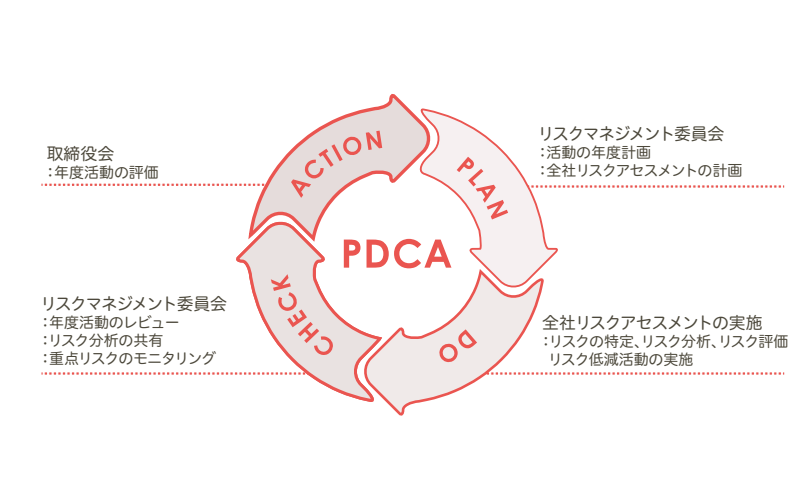 取締役会
：年度活動の評価
ACTION
PLAN
リスクマネジメント委員会
：活動の年度計画
：全社リスクアセスメントの計画
PDCA
リスクマネジメント委員会
：年度活動のレビュー
：リスク分析の共有
：重点リスクのモニタリング
CHECK
DO
全社リスクアセスメントの実施
：リスクの特定、リスク分析、リスク評価
リスク低減活動の実施